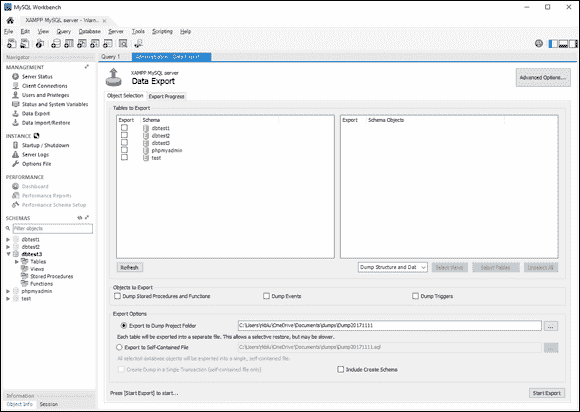 MySQL Workbench
XAMPP MySQL server - Warn...
File Edit View Query Database Server Tools Scripting Help
Navigator
MANAGEMENT
Server Status
Client Connections
Users and Privileges
Status and System Variables
Data Export
Data Import/Restore
INSTANCE
Startup / Shutdown
Server Logs
Options File
PERFORMANCE
Dashboard
Performance Reports
Performance Schema Setup
SCHEMAS
Filter objects
dbtest1
dbtest2
dbtest3
Tables
Views
Stored Procedures
Functions
phpmyadmin
test
Information
Object Info Session
Query 1
Data Export
XAMPP MySQL server
Data Export
Advanced Options...
Object Selection Export Progress
Tables to Export
Export Schema
dbtest1
dbtest2
dbtest3
phpmyadmin
test
Export Schema Objects
Refresh
Dump Structure and Dat
Select Views
Select Tables
Unselect All
Objects to Export
Dump Stored Procedures and Functions
Dump Events
Dump Triggers
Export Options
Export to Dump Project Folder
\OneDrive\Documents\dumps\Dump20171111
...
Each table will be exported into a separate file. This allows a selective restore, but may be slower.
Export to Self-Contained File
\OneDrive\Documents\dumps\Dump20171111.sql
...
All selected database objects will be exported into a single, self-contained file.
Create Dump in a Single Transaction (self-contained file only)
Include Create Schema
Press [Start Export] to start...
Start Export